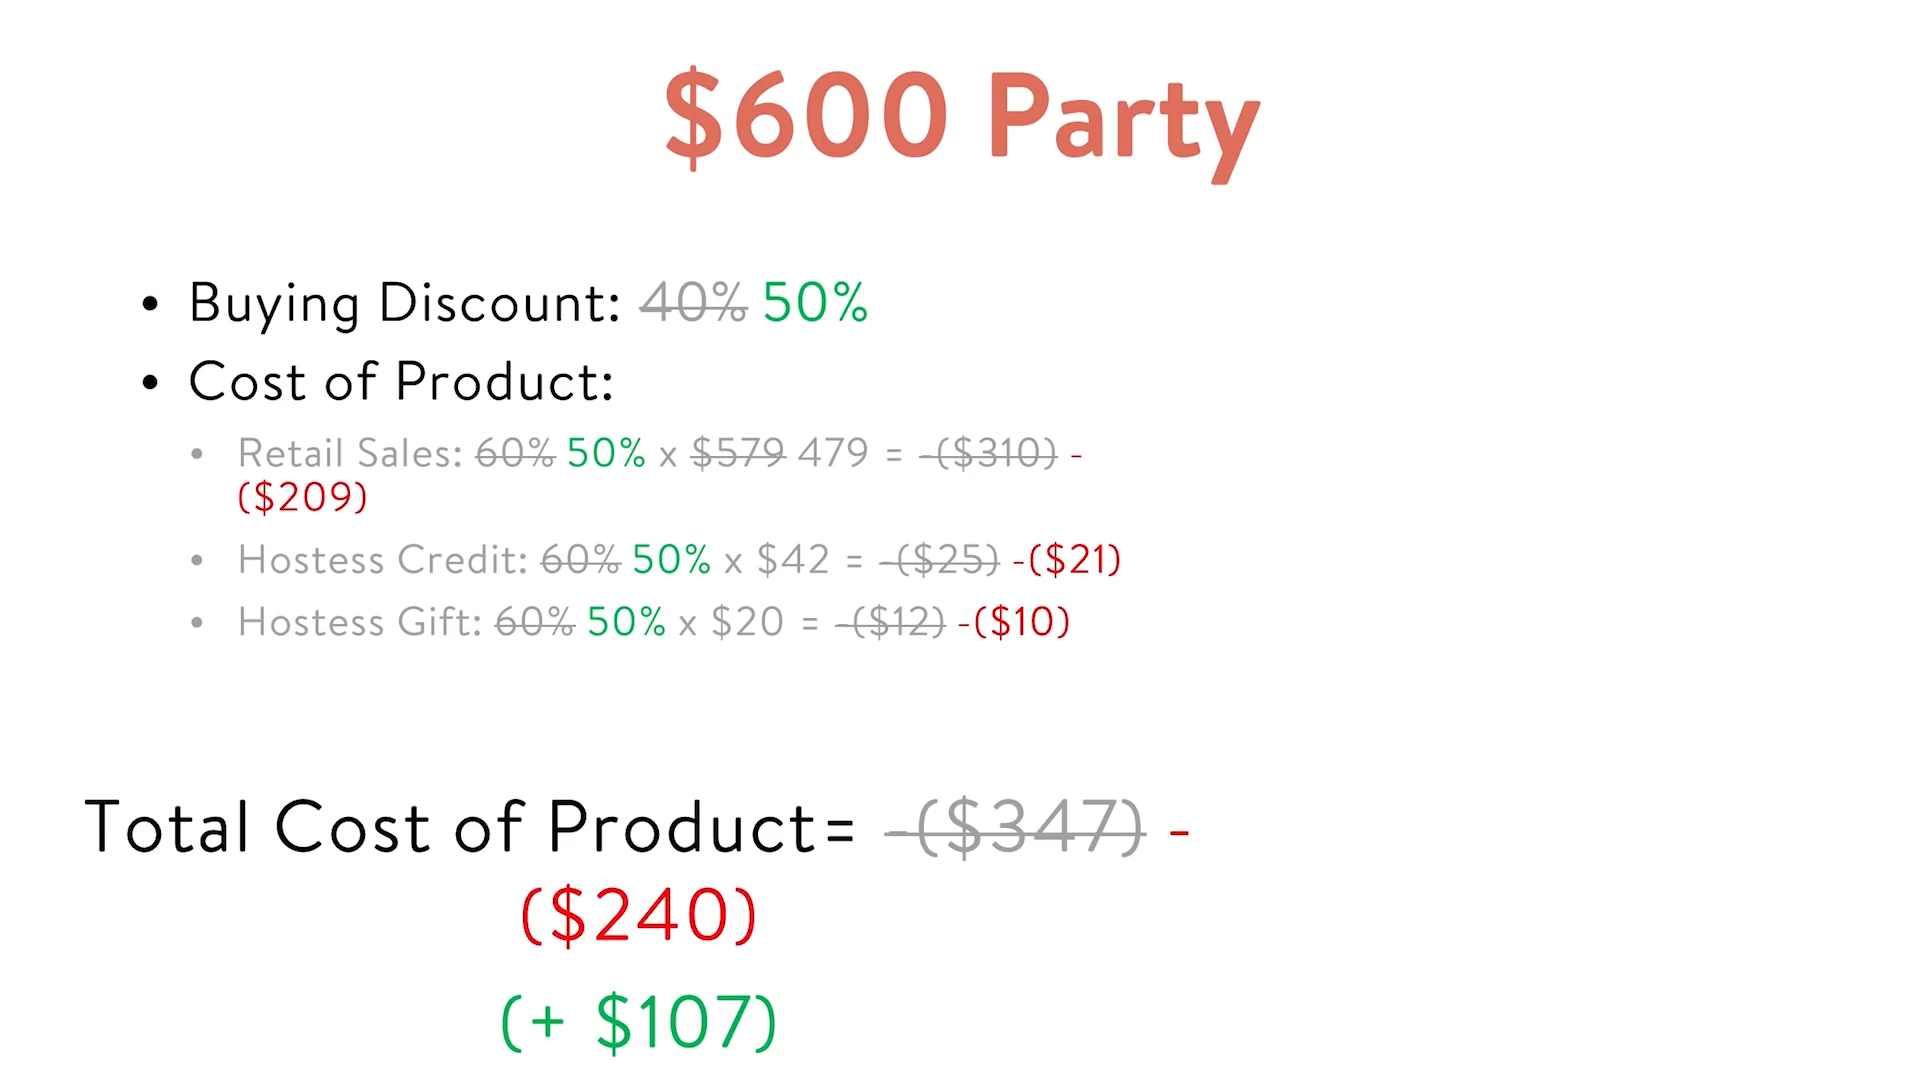 $600 Party
• Buying Discount: 40% 50%
• Cost of Product:
• Retail Sales: 60% 50% x $579 479 = -($310) -
($209)
• Hostess Credit: 60% 50% x $42 = -($25) -($21)
• Hostess Gift: 60% 50% x $20 = -($12) -($10)
Total Cost of Product= -($347) -
($240)
(+ $107)